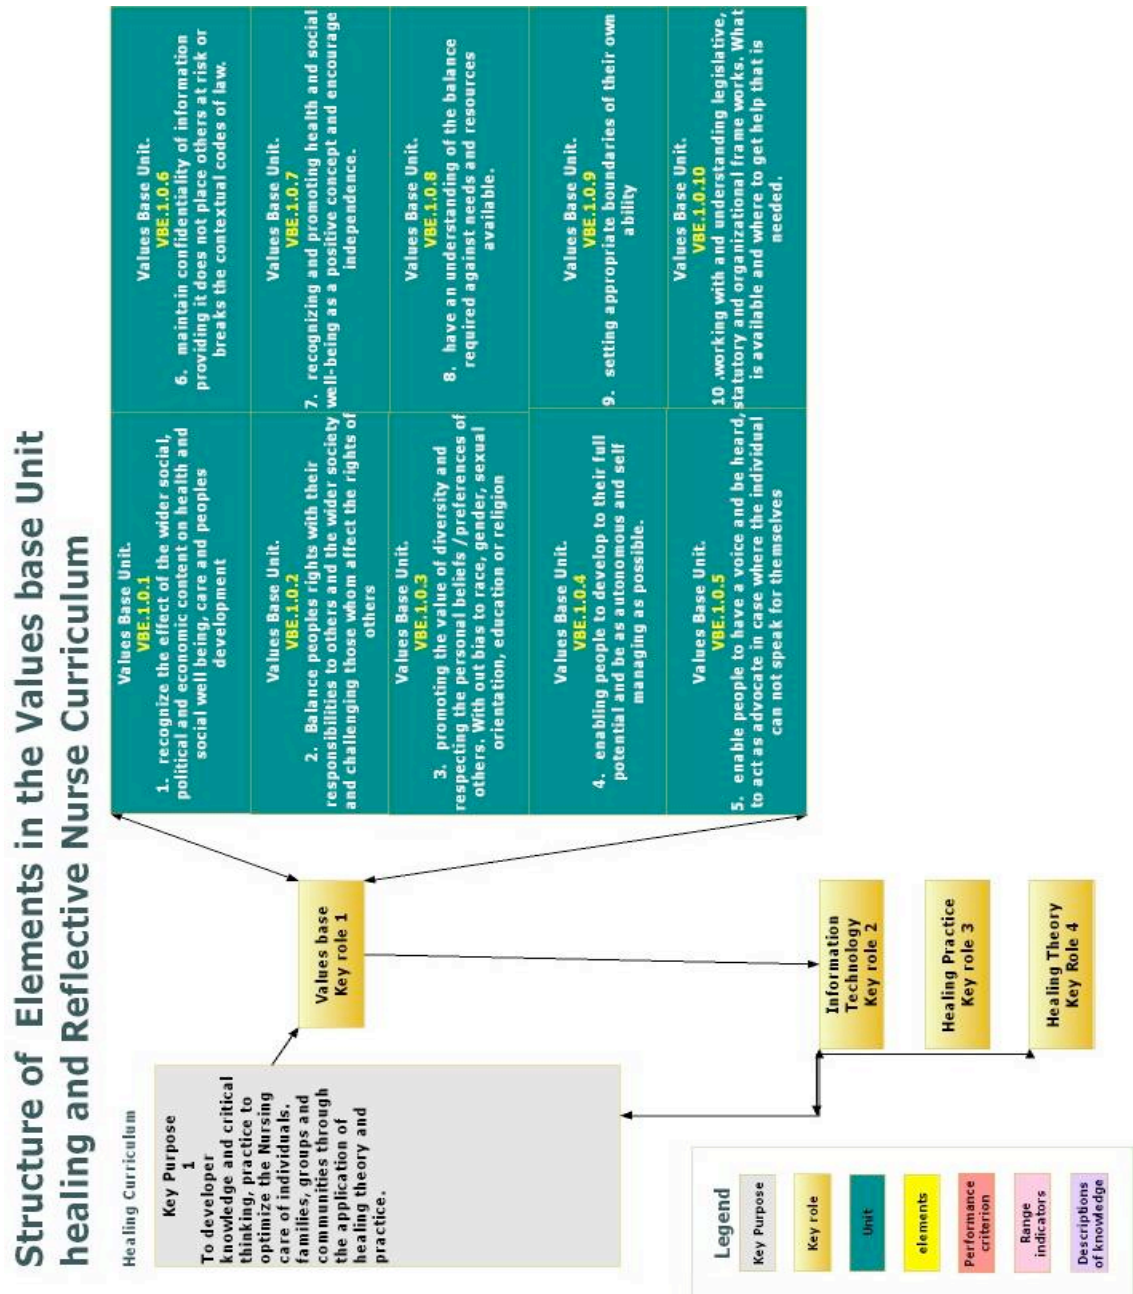 Structure of Elements in the Values base Unit
healing and Reflective Nurse Curriculum
Healing Curriculum
Key Purpose
1
To developer
knowledge and critical
thinking, practice to
optimize the Nursing
care of individuals.
families, groups and
communities through
the application of
healing theory and
practice.
Values base
Key role 1
Values Base Unit.
VBE.1.0.1
1. recognize the effect of the wider social,
political and economic content on health and
social well being, care and peoples
development
Values Base Unit.
VBE.1.0.6
6. maintain confidentiality of information
providing it does not place others at risk or
breaks the contextual codes of law.
Values Base Unit.
VBE.1.0.2
2. Balance peoples rights with their
responsibilities to others and the wider society
and challenging those whom affect the rights of
others
Values Base Unit.
VBE.1.0.7
7. recognizing and promoting health and social
well-being as a positive concept and encourage
independence.
Values Base Unit.
VBE.1.0.3
3. promoting the value of diversity and
respecting the personal beliefs /preferences of
others. With out bias to race, gender, sexual
orientation, education or religion
Values Base Unit.
VBE.1.0.8
8. have an understanding of the balance
required against needs and resources
available.
Values Base Unit.
VBE.1.0.4
4. enabling people to develop to their full
potential and be as autonomous and self
managing as possible.
Values Base Unit.
VBE.1.0.9
9. setting appropriate boundaries of their own
ability
Values Base Unit.
VBE.1.0.5
5. enable people to have a voice and be heard,
to act as advocate in case where the individual
can not speak for themselves
Values Base Unit.
VBE.1.0.10
10 .working with and understanding legislative,
statutory and organizational frame works. What
is available and where to get help that is
needed.
Information
Technology
Key role 2
Healing Practice
Key role 3
Healing Theory
Key Role 4
Legend
Key Purpose
Key role
Unit
elements
Performance
criterion
Range
indicators
Descriptions
of knowledge